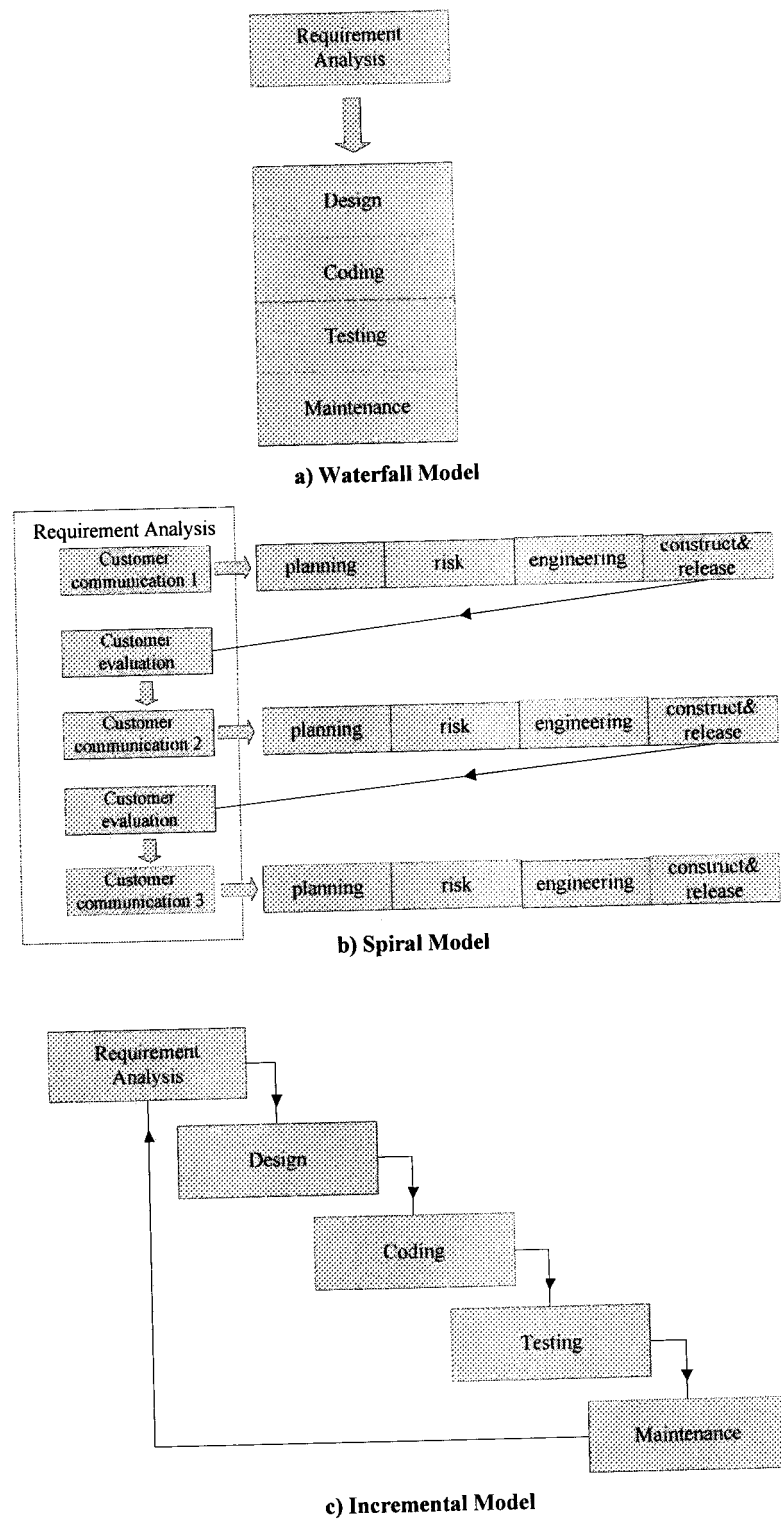 Requirement
Analysis
Design
Coding
Testing
Maintenance
a) Waterfall Model
Requirement Analysis
Customer
communication 1
planning
risk
engineering
construct&
release
Customer
evaluation
Customer
communication 2
planning
risk
engineering
construct&
release
Customer
evaluation
Customer
communication 3
planning
risk
engineering
construct&
release
b) Spiral Model
Requirement
Analysis
Design
Coding
Testing
Maintenance
c) Incremental Model